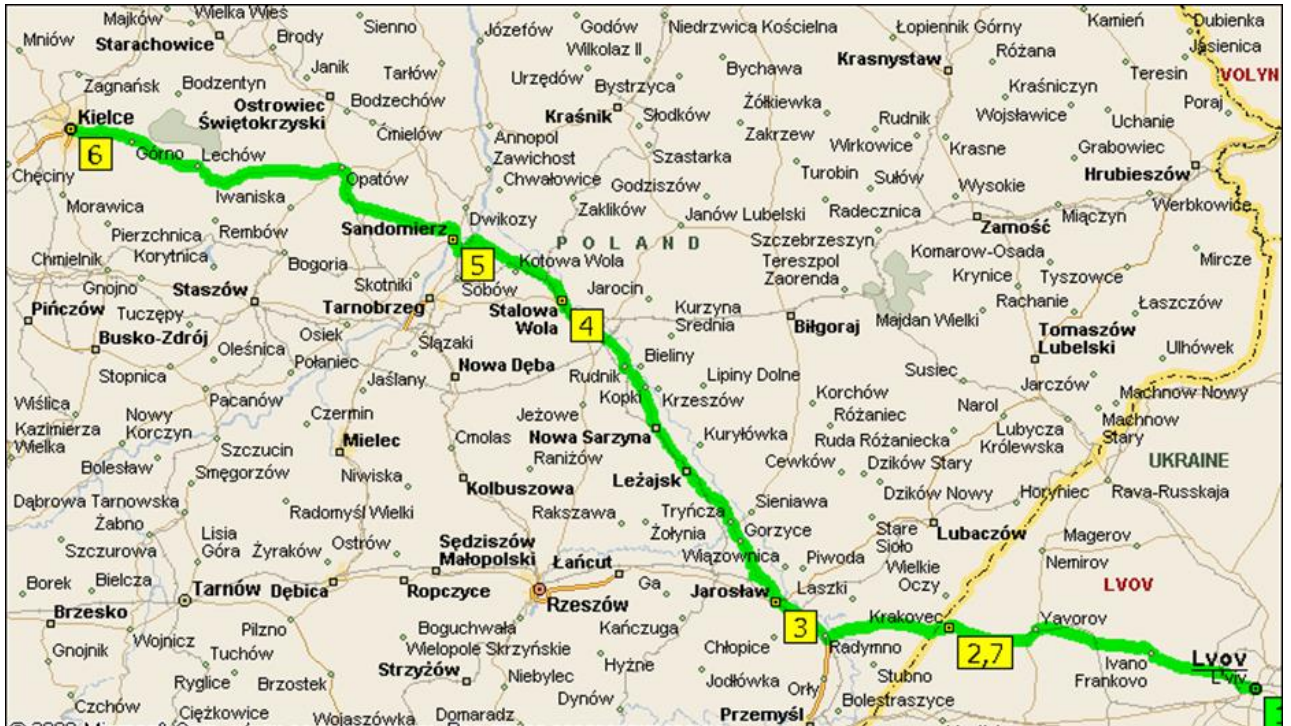 Majków
Wielka Wieś
Sienno
Józefów
Godów
Niedrzwica Kościelna
Łopiennik Górny
Kamień
Dubienka
Mniów
Starachowice
Brody
Wilkolaz II
Krasnystaw
Różana
Jasienica
Janik
Tarłów
Urzędów
Bystrzyca
Bychawa
Kraśniczyn
Teresin
VOLYN
Zagnańsk
Bodzentyn
Ostrowiec
Świętokrzyski
Bodzechów
Kraśnik
Słodków
Żółkiewka
Rudnik
Wojsławice
Poraj
Kielce
Ćmielów
Annopol
Zakrzew
Uchanie
6
Górno
Lechów
Zawichost
Szastarka
Wirkowice
Krasne
Grabowiec
Chęciny
Opatów
Chwałowice
Godziszów
Turobin
Sułów
Wysokie
Hrubieszów
Morawica
Iwaniska
Zaklików
Janów Lubelski
Radecznica
Miączyn
Werbkowice
Pierzchnica
Rembów
Sandomierz
Dwikozy
POLAND
Szczebrzeszyn
Zamość
Chmielnik
Korytnica
Bogoria
5
Kotowa Wola
Tereszpol
Zaorenda
Komarow-Osada
Mircze
Gnojno
Staszów
Skotniki
Sobów
Jarocin
Krynice
Tyszowce
Pińczów
Tuczępy
Tarnobrzeg
Stalowa
Wola
4
Kurzyna
Srednia
Biłgoraj
Majdan Wielki
Rachanie
Łaszczów
Busko-Zdrój
Osiek
Ślązaki
Tomaszów
Lubelski
Oleśnica
Połaniec
Nowa Dęba
Bieliny
Ulhówek
Stopnica
Jaślany
Rudnik
Lipiny Dolne
Susiec
Jarczów
Wiślica
Pacanów
Kopki
Krzeszów
Korchów
Machnow Nowy
Nowy
Korczyn
Czermin
Jeżowe
Różaniec
Narol
Machnow
Stary
Kazimierza
Wielka
Szczucin
Mielec
Cmolas
Nowa Sarzyna
Kuryłówka
Ruda Różaniecka
Lubycza
Królewska
Bolesław
Smęgorzów
Niwiska
Raniżów
Cewków
Dzików Stary
UKRAINE
Dąbrowa Tarnowska
Kolbuszowa
Leżajsk
Dzików Nowy
Horyniec
Rava-Russkaja
Żabno
Radomyśl Wielki
Rakszawa
Tryńcza
Sieniawa
Szczurowa
Lisia
Góra
Żyraków
Ostrów
Sędziszów
Małopolski
Żołynia
Gorzyce
Stare
Sioło
Lubaczów
Magerov
Łańcut
Wiązownica
Piwoda
Wielkie
Oczy
Nemirov
Borek
Bielcza
Tarnów
Dębica
Ropczyce
Rzeszów
Ga
Jarosław
Laszki
LVOV
Brzesko
Pilzno
Boguchwała
Kańczuga
3
Krakovec
Yavorov
Gnojnik
Wojnicz
Tuchów
Wielopole Skrzyńskie
Chłopice
Radymno
2,7
Ivano
Frankovo
Lvov
L'viv
Strzyżów
Hyżne
Stubno
Ryglice
Brzostek
Niebylec
Jodłówka
Orły
Czchów
Ciężkowice
Wojaszówka
Domaradz
Dynów
Przemyśl
Bolestraszyce